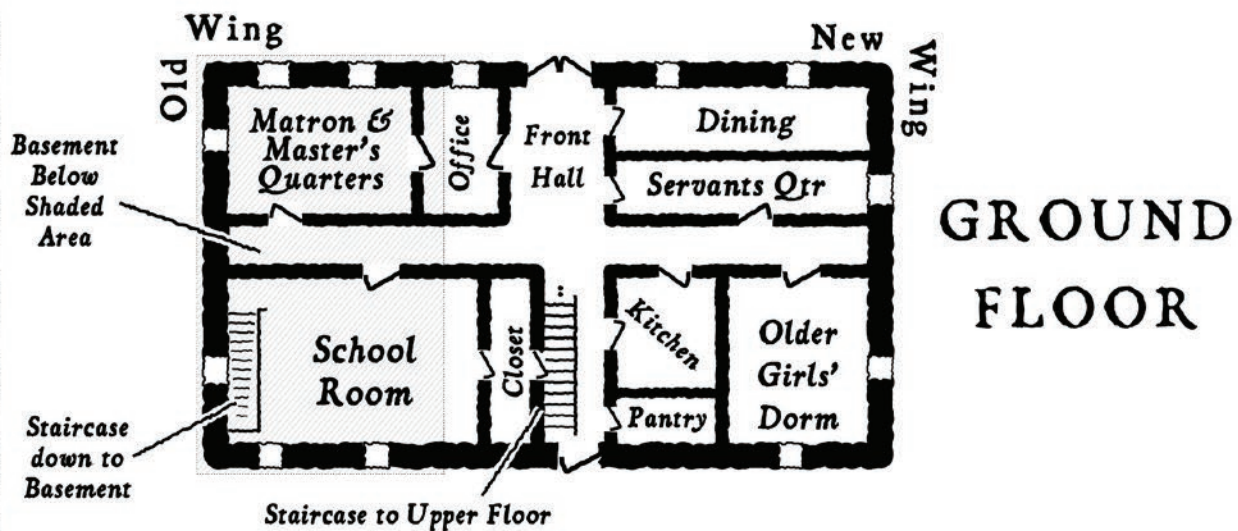 Old
Wing
New
Wing
Basement
Below
Shaded
Area
Matron &
Master's
Quarters
Office
Front
Hall
Dining
Servants Qtr
GROUND
FLOOR
School
Room
Closet
Kitchen
Pantry
Older
Girls'
Dorm
Staircase
down to
Basement
Staircase to Upper Floor